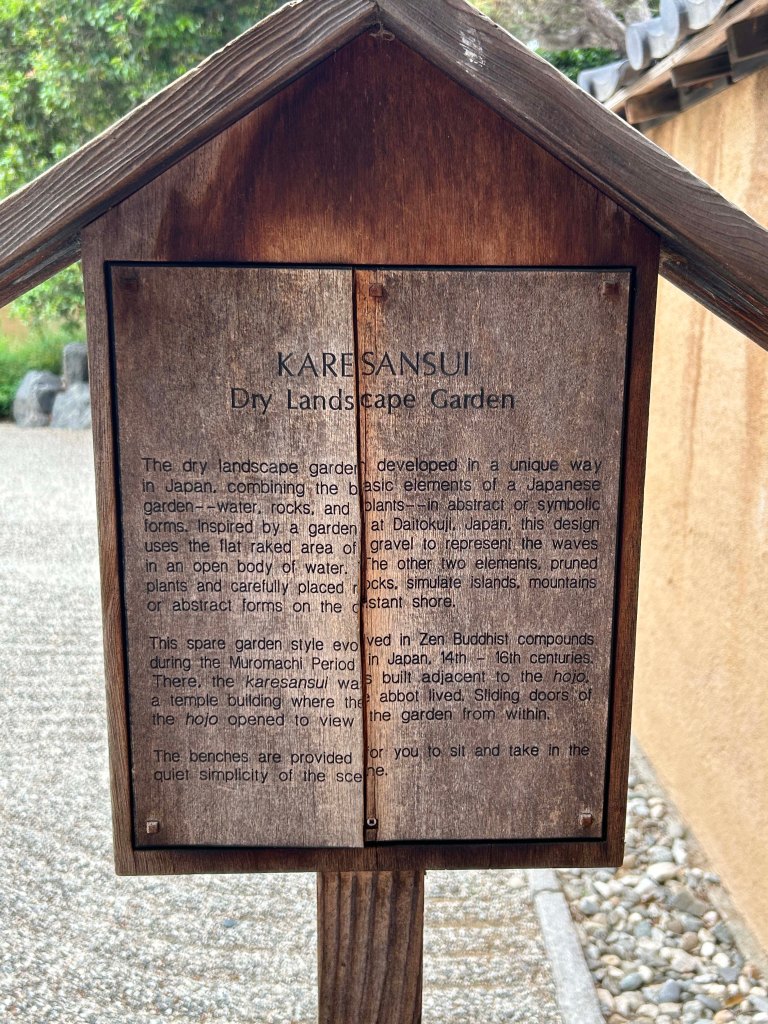 KARESANSUI
Dry Landscape Garden
The dry landscape garden developed in a unique way
in Japan, combining the basic elements of a Japanese
garden--water, rocks, and plants--in abstract or symbolic
forms. Inspired by a garden at Daitokuji, Japan, this design
uses the flat raked area of gravel to represent the waves
in an open body of water. The other two elements, pruned
plants and carefully placed rocks, simulate islands, mountains
or abstract forms on the distant shore.
This spare garden style evolved in Zen Buddhist compounds
during the Muromachi Period in Japan, 14th - 16th centuries.
There, the karesansui was built adjacent to the hojo,
a temple building where the abbot lived. Sliding doors of
the hojo opened to view the garden from within.
The benches are provided for you to sit and take in the
quiet simplicity of the scene.